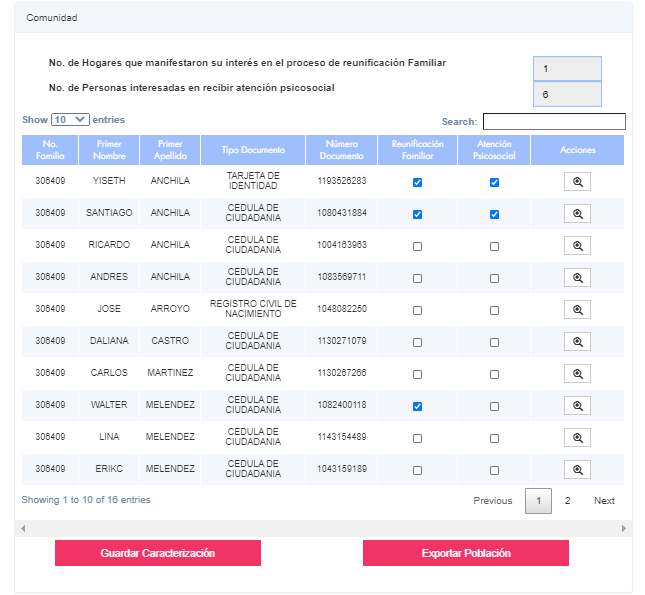 Comunidad
No. de Hogares que manifestaron su interés en el proceso de reunificación Familiar 1
No. de Personas interesadas en recibir atención psicosocial 6
Show 10 entries Search:
No. Familia Primer Nombre Primer Apellido Tipo Documento Número Documento Reunificación Familiar Atención Psicosocial Acciones
306409 YISETH ANCHILA TARJETA DE IDENTIDAD 1193526283
306409 SANTIAGO ANCHILA CEDULA DE CIUDADANIA 1080431884
306409 RICARDO ANCHILA CEDULA DE CIUDADANIA 1004163963
306409 ANDRES ANCHILA CEDULA DE CIUDADANIA 1083569711
306409 JOSE ARROYO REGISTRO CIVIL DE NACIMIENTO 1048082250
306409 DALIANA CASTRO CEDULA DE CIUDADANIA 1130271079
306409 CARLOS MARTINEZ CEDULA DE CIUDADANIA 1130267266
306409 WALTER MELENDEZ CEDULA DE CIUDADANIA 1082400118
306409 LINA MELENDEZ CEDULA DE CIUDADANIA 1143154489
306409 ERIKC MELENDEZ CEDULA DE CIUDADANIA 1043159189
Showing 1 to 10 of 16 entries Previous 1 2 Next
Guardar Caracterización Exportar Población